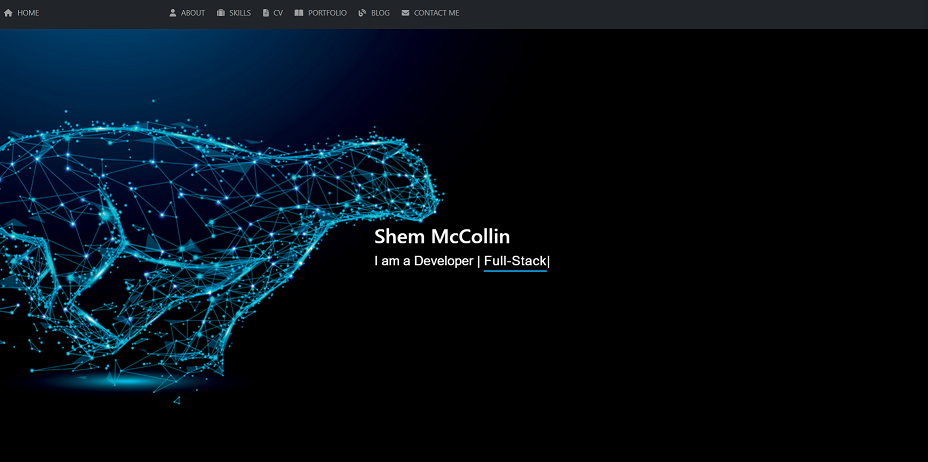 HOME ABOUT SKILLS CV PORTFOLIO BLOG CONTACT ME
Shem McCollin
I am a Developer | Full-Stack|